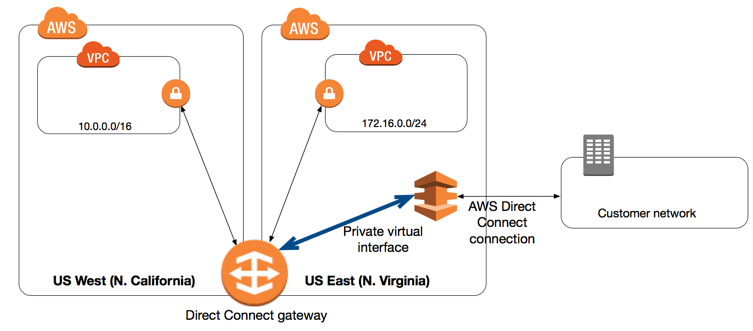 AWS
AWS
VPC
VPC
10.0.0.0/16
172.16.0.0/24
AWS Direct
Connect
connection
Customer network
Private virtual
interface
US West (N. California)
US East (N. Virginia)
Direct Connect gateway